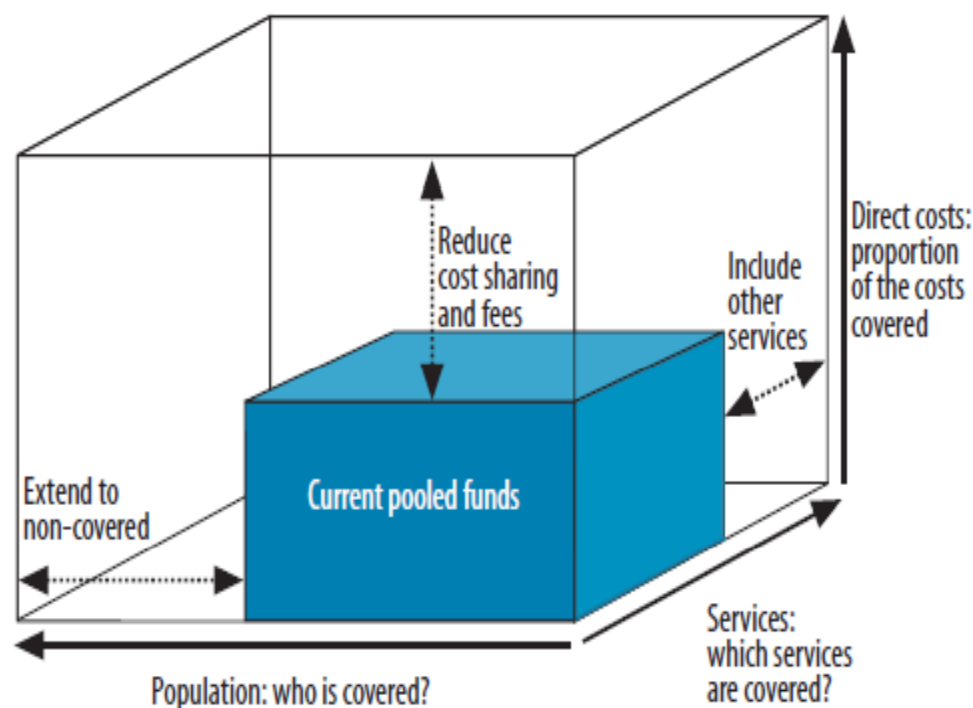 Reduce
cost sharing
and fees
Include
other
services
Direct costs:
proportion
of the costs
covered
Extend to
non-covered
Current pooled funds
Services:
which services
are covered?
Population: who is covered?